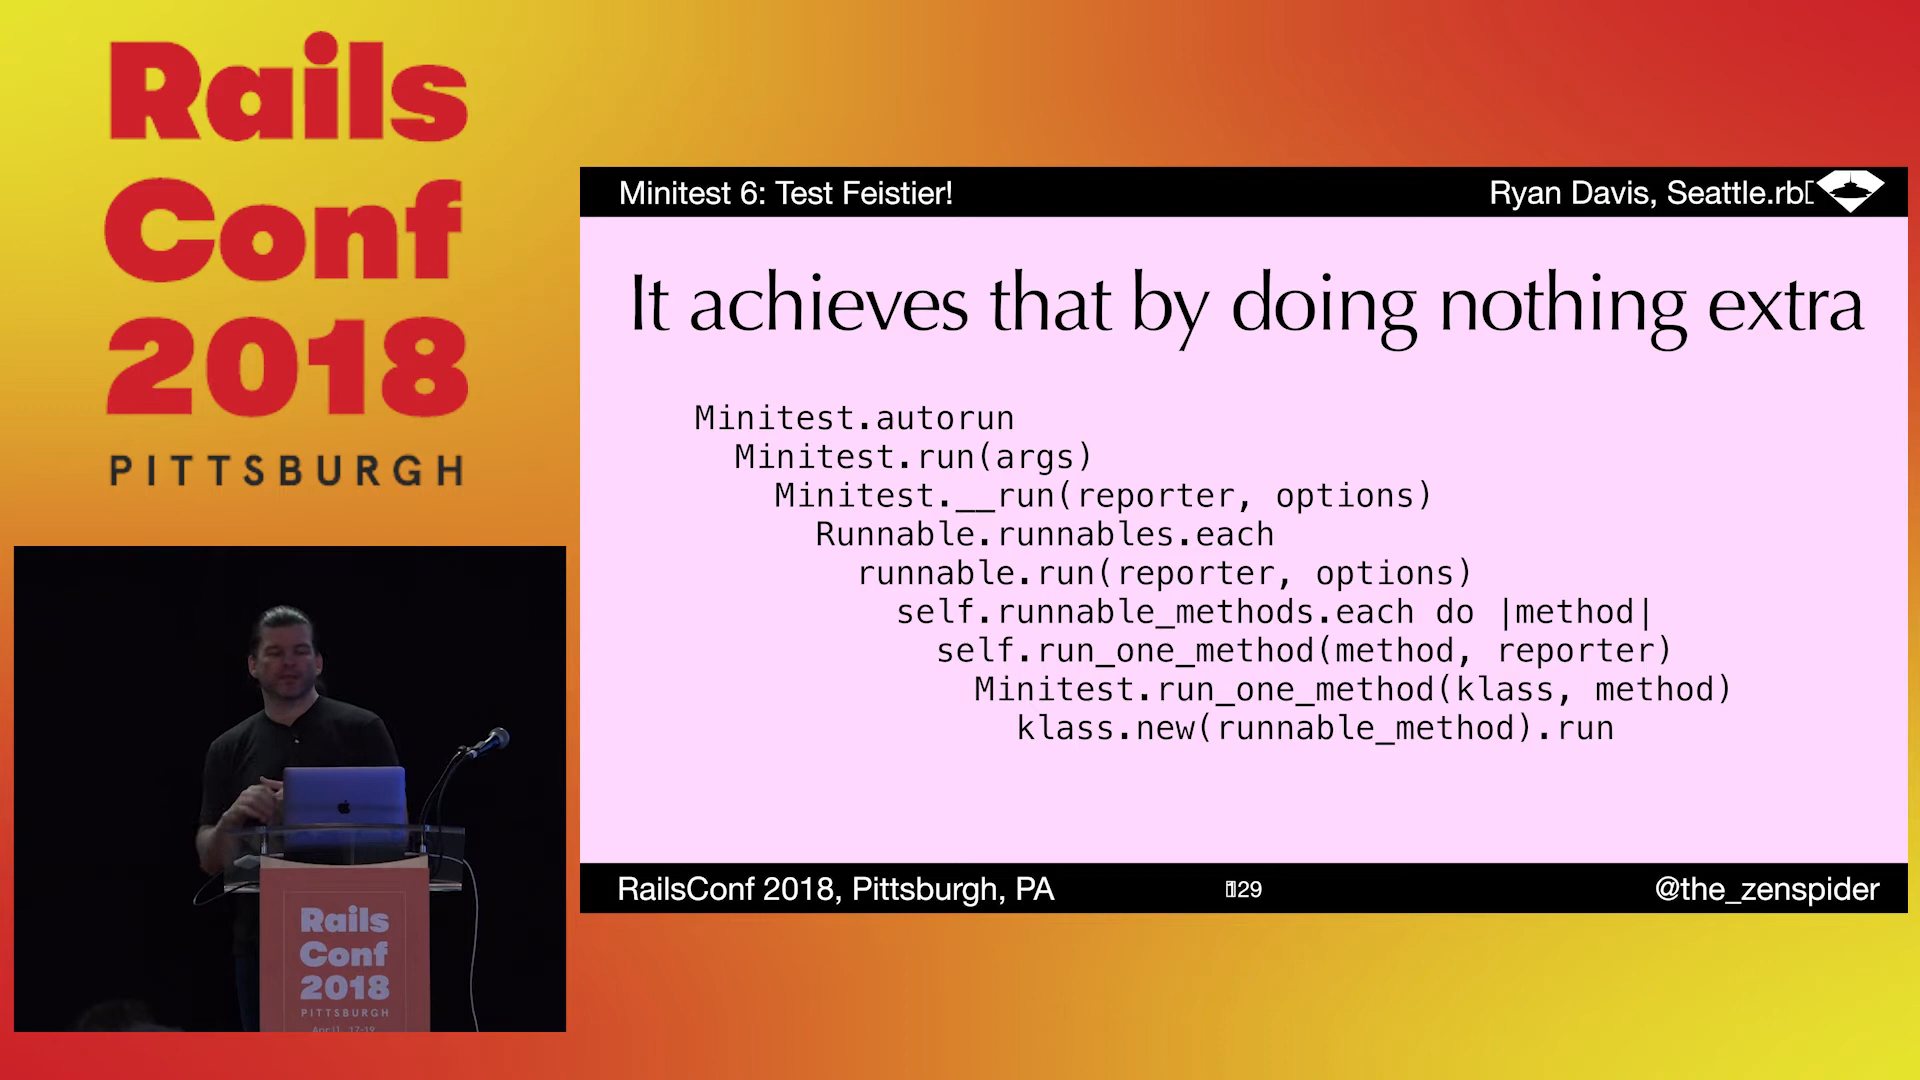 Rails
Conf
2018
PITTSBURGH
Minitest 6: Test Feistier!
Ryan Davis, Seattle.rb
It achieves that by doing nothing extra
Minitest.autorun
Minitest.run(args)
Minitest.__run(reporter, options)
Runnable.runnables.each
runnable.run(reporter, options)
self.runnable_methods.each do |method|
self.run_one_method(method, reporter)
Minitest.run_one_method(klass, method)
klass.new(runnable_method).run
RailsConf 2018, Pittsburgh, PA
29
@the_zenspider
Rails
Conf
2018
PITTSBURGH
April 17-19